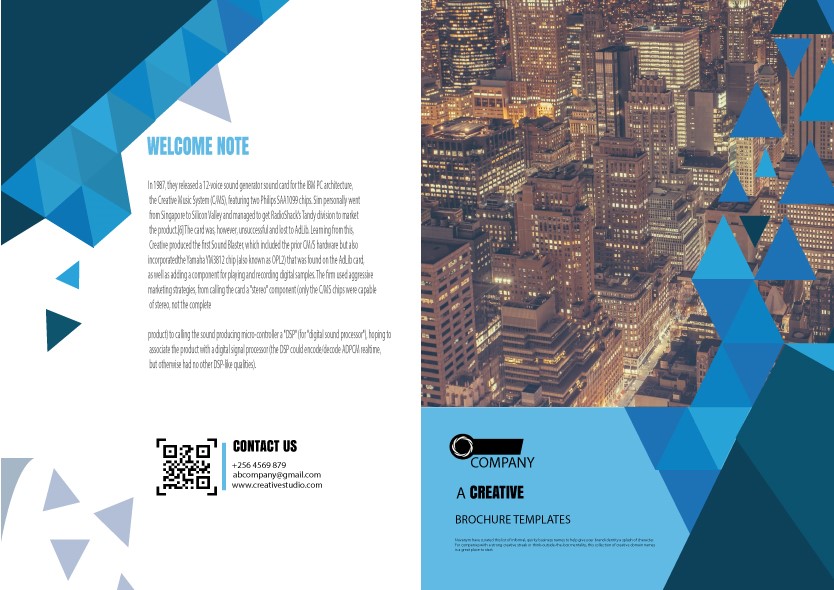 WELCOME NOTE
In 1987, they released a 12-voice sound generator sound card for the IBM PC architecture,
the Creative Music System (C/MS), featuring two Philips SAA1099 chips. Sim personally went
from Singapore to Silicon Valley and managed to get RadioShack's Tandy division to market
the product.[6] The card was, however, unsuccessful and lost to AdLib. Learning from this,
Creative produced the first Sound Blaster, which included the prior CM/S hardware but also
incorporatedthe Yamaha YM3812 chip (also known as OPL2) that was found on the AdLib card,
as well as adding a component for playing and recording digital samples. The firm used aggressive
marketing strategies, from calling the card a "stereo" component (only the C/MS chips were capable
of stereo, not the complete
product) to calling the sound producing micro-controller a "DSP" (for "digital sound processor"), hoping to
associate the product with a digital signal processor (the DSP could encode/decode ADPCM realtime,
but otherwise had no other DSP-like qualities).
CONTACT US
+256 4569 879
abcompany@gmail.com
www.creativestudio.com
COMPANY
A CREATIVE
BROCHURE TEMPLATES